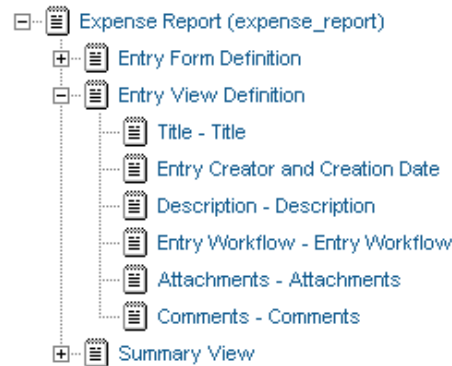 Expense Report (expense_report)
Entry Form Definition
Entry View Definition
Title - Title
Entry Creator and Creation Date
Description - Description
Entry Workflow - Entry Workflow
Attachments - Attachments
Comments - Comments
Summary View